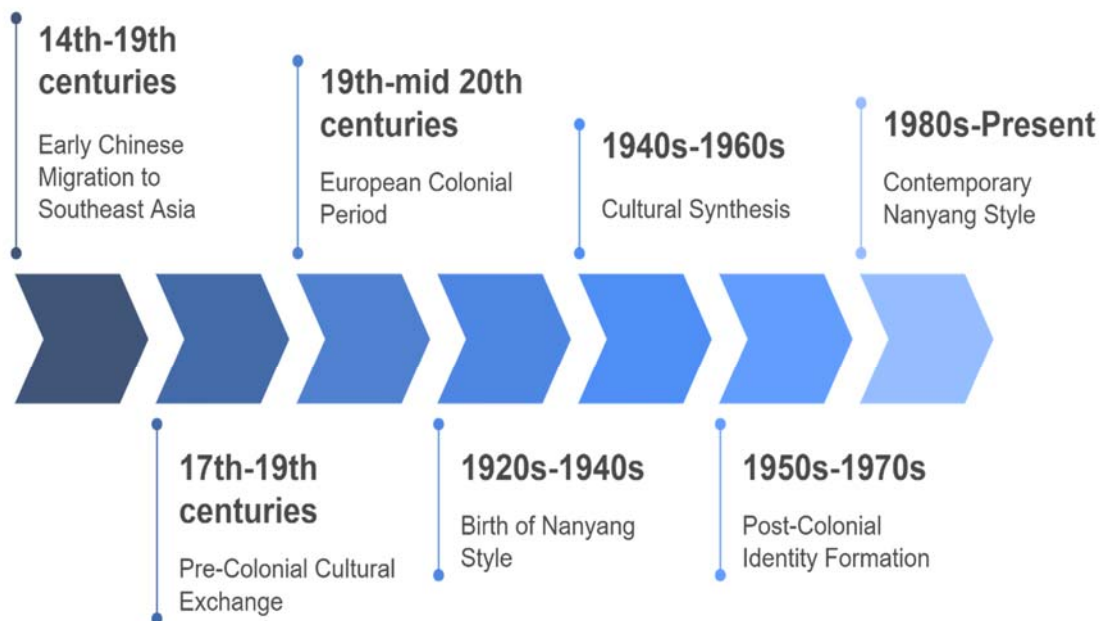 14th-19th
centuries
Early Chinese
Migration to
Southeast Asia
17th-19th
centuries
Pre-Colonial Cultural
Exchange
19th-mid 20th
centuries
European Colonial
Period
1920s-1940s
Birth of Nanyang
Style
1940s-1960s
Cultural Synthesis
1950s-1970s
Post-Colonial
Identity Formation
1980s-Present
Contemporary
Nanyang Style